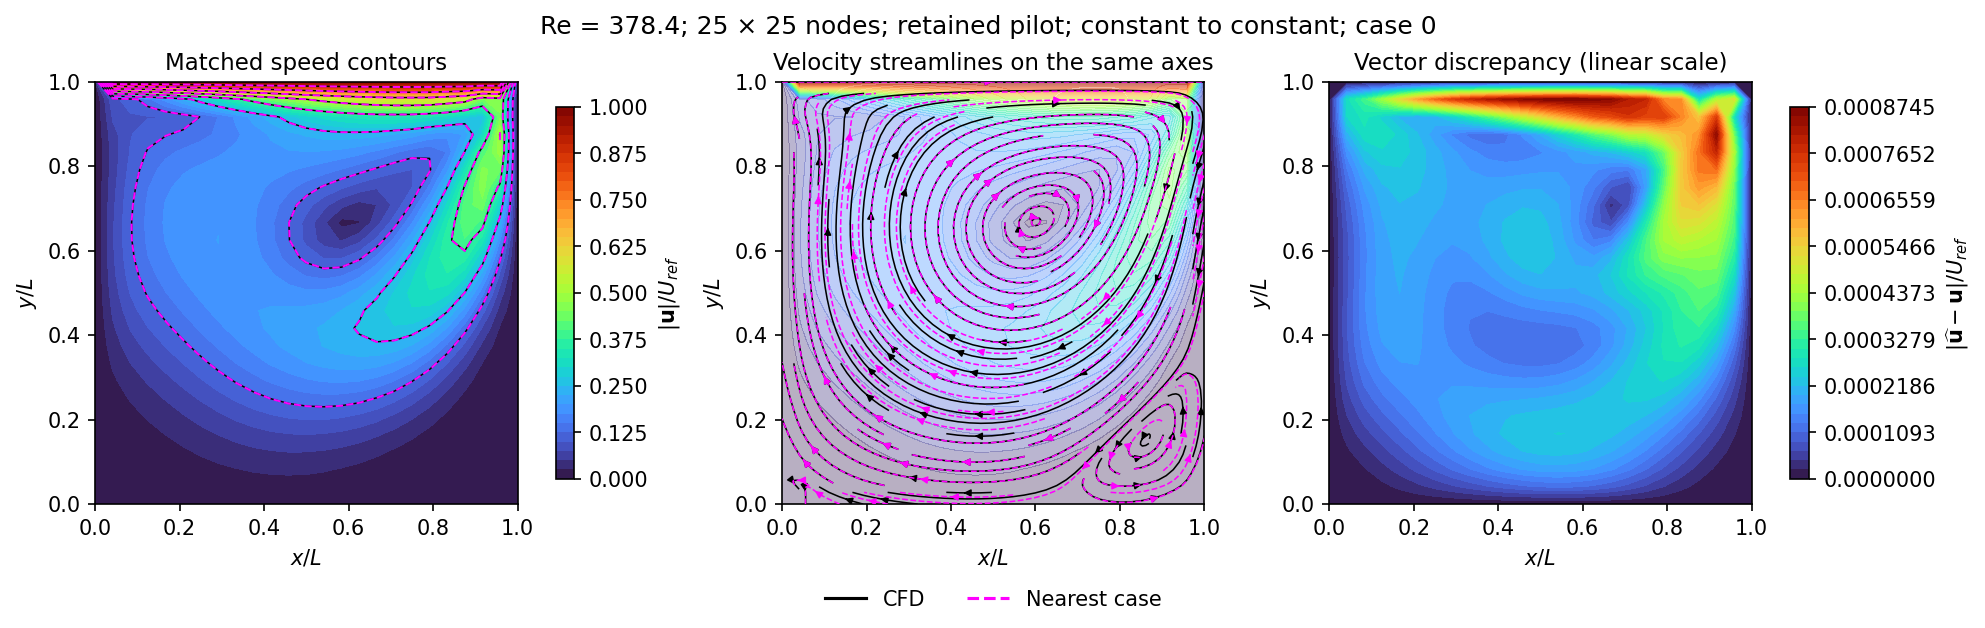 Re = 378.4; 25 × 25 nodes; retained pilot; constant to constant; case 0
Matched speed contours
1.0
0.8
0.6
0.4
0.2
0.0
y/L
0.0 0.2 0.4 0.6 0.8 1.0
x/L
1.000
0.875
0.750
0.625
0.500
0.375
0.250
0.125
0.000
|u|/U_ref
Velocity streamlines on the same axes
1.0
0.8
0.6
0.4
0.2
0.0
y/L
0.0 0.2 0.4 0.6 0.8 1.0
x/L
Vector discrepancy (linear scale)
1.0
0.8
0.6
0.4
0.2
0.0
y/L
0.0 0.2 0.4 0.6 0.8 1.0
x/L
0.0008745
0.0007652
0.0006559
0.0005466
0.0004373
0.0003279
0.0002186
0.0001093
0.0000000
|û − u|/U_ref
CFD
Nearest case